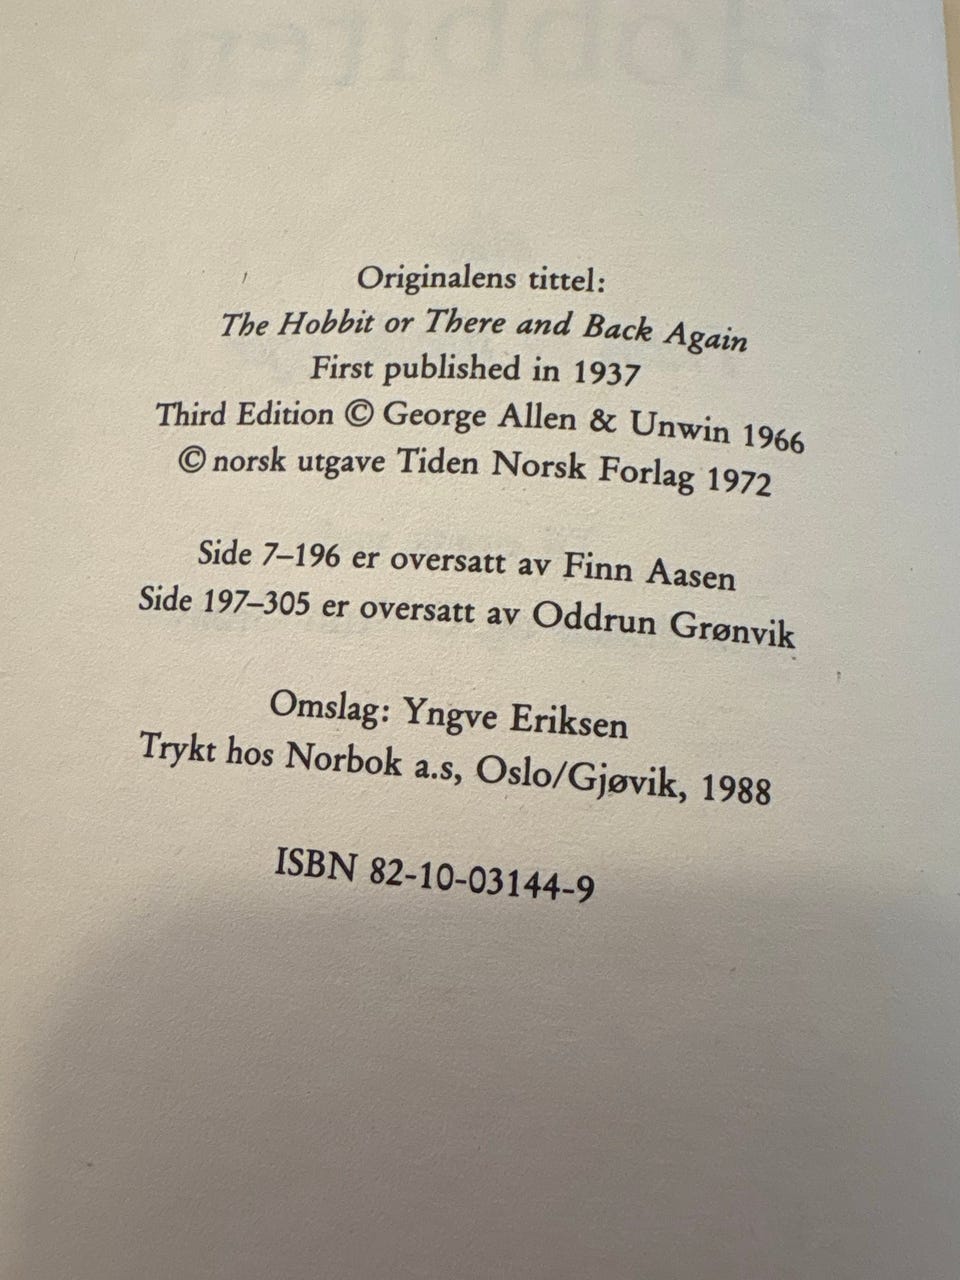 Hobbiten
Originalens tittel:
The Hobbit or There and Back Again
First published in 1937
Third Edition © George Allen & Unwin 1966
© norsk utgave Tiden Norsk Forlag 1972
Side 7–196 er oversatt av Finn Aasen
Side 197–305 er oversatt av Oddrun Grønvik
Omslag: Yngve Eriksen
Trykt hos Norbok a.s, Oslo/Gjøvik, 1988
ISBN 82-10-03144-9